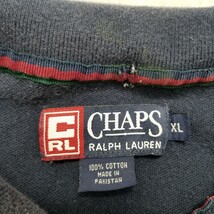 C
RL
CHAPS
RALPH LAUREN
XL
100% COTTON
MADE IN
PAKISTAN